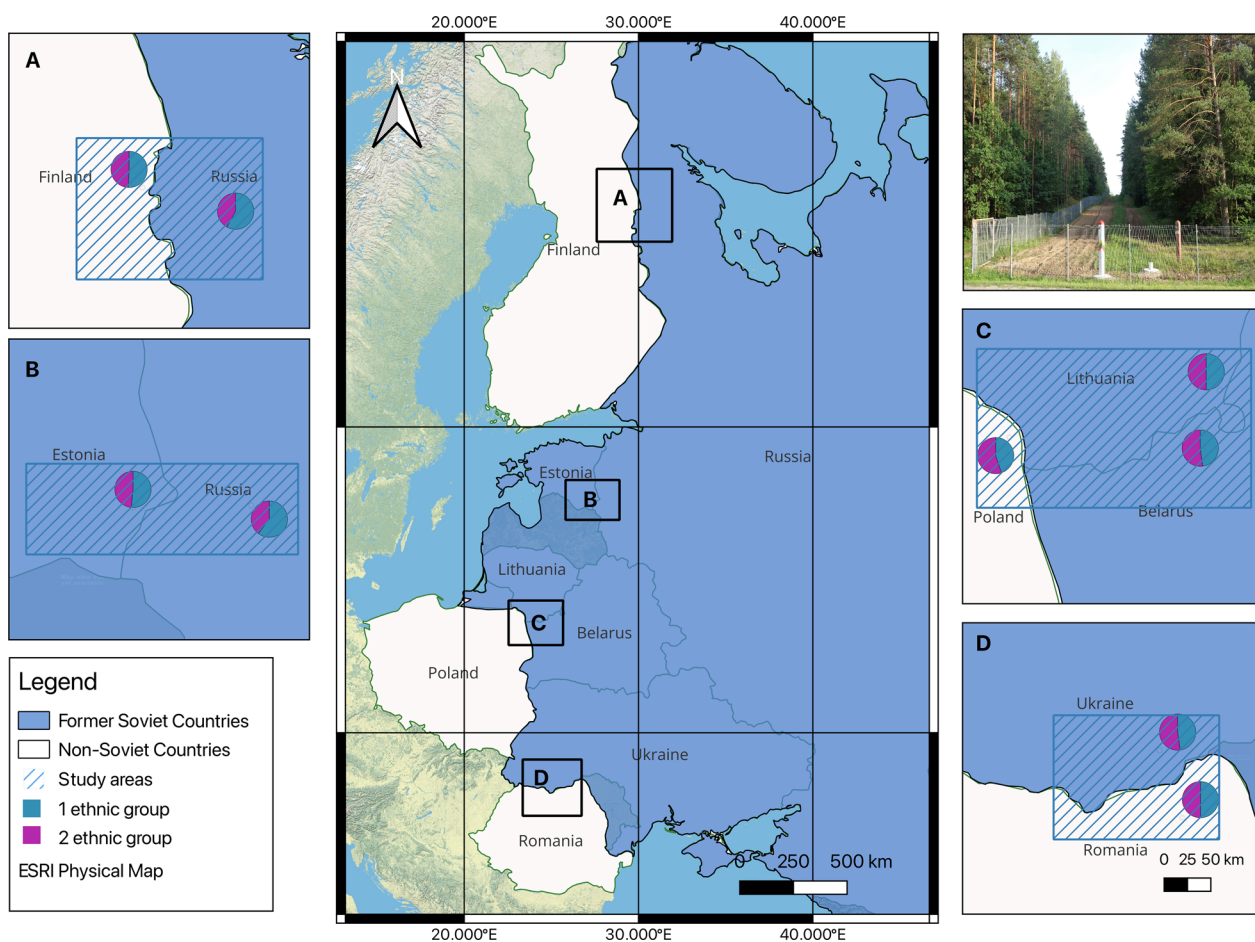 20.000°E 30.000°E 40.000°E
A
Finland
Russia
B
Estonia
Russia
Legend
Former Soviet Countries
Non-Soviet Countries
Study areas
1 ethnic group
2 ethnic group
ESRI Physical Map
N
A
Finland
Russia
Estonia
B
Lithuania
C
Belarus
Poland
Ukraine
D
Romania
0 250 500 km
20.000°E 30.000°E 40.000°E
C
Lithuania
Poland
Belarus
D
Ukraine
Romania
0 25 50 km